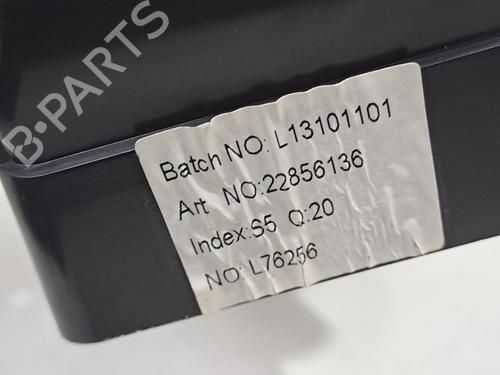 B-PARTS
Batch NO: L13101101
Art NO:22856136
Index:S5 Q:20
NO: L76256